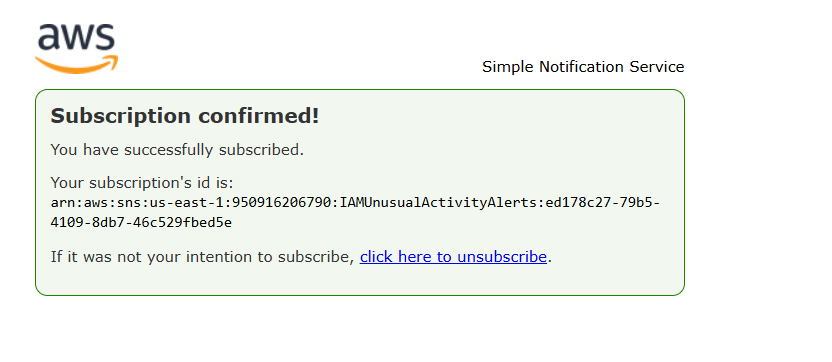 aws
Simple Notification Service
Subscription confirmed!
You have successfully subscribed.
Your subscription's id is:
arn:aws:sns:us-east-1:950916206790:IAMUnusualActivityAlerts:ed178c27-79b5-
4109-8db7-46c529fbed5e
If it was not your intention to subscribe, click here to unsubscribe.